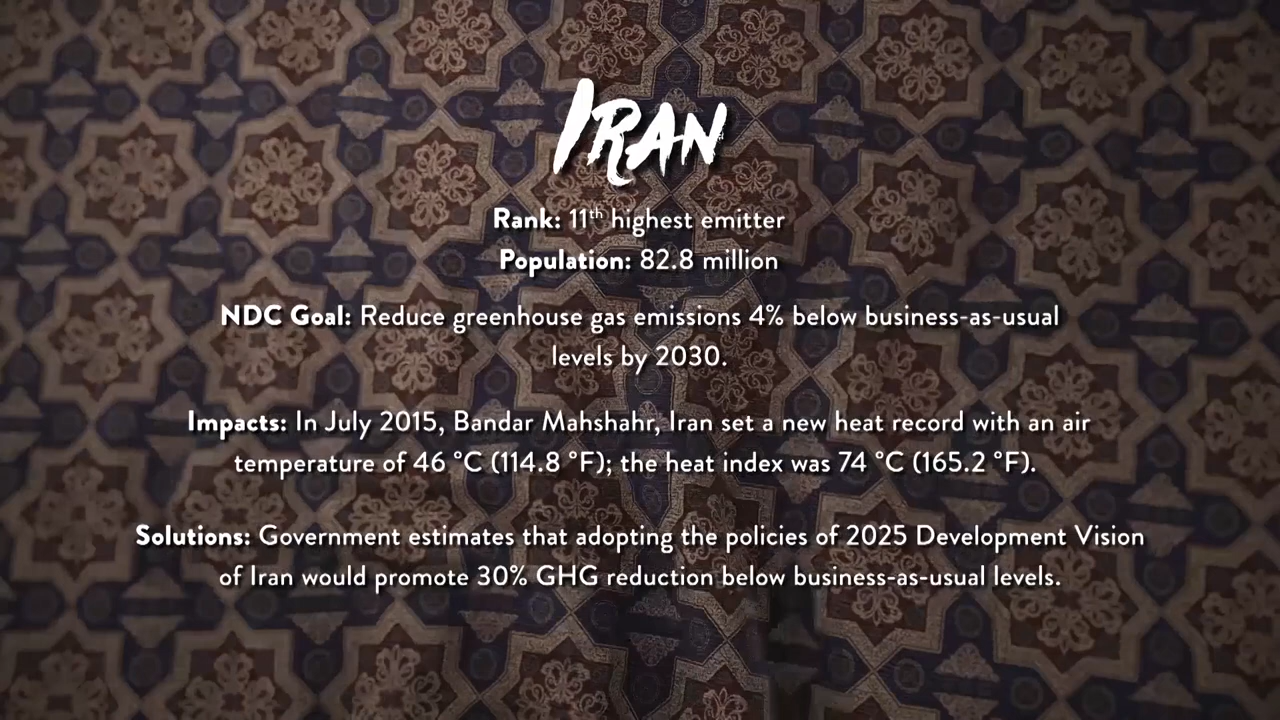 IRAN
Rank: 11th highest emitter
Population: 82.8 million
NDC Goal: Reduce greenhouse gas emissions 4% below business-as-usual
levels by 2030.
Impacts: In July 2015, Bandar Mahshahr, Iran set a new heat record with an air
temperature of 46 °C (114.8 °F); the heat index was 74 °C (165.2 °F).
Solutions: Government estimates that adopting the policies of 2025 Development Vision
of Iran would promote 30% GHG reduction below business-as-usual levels.